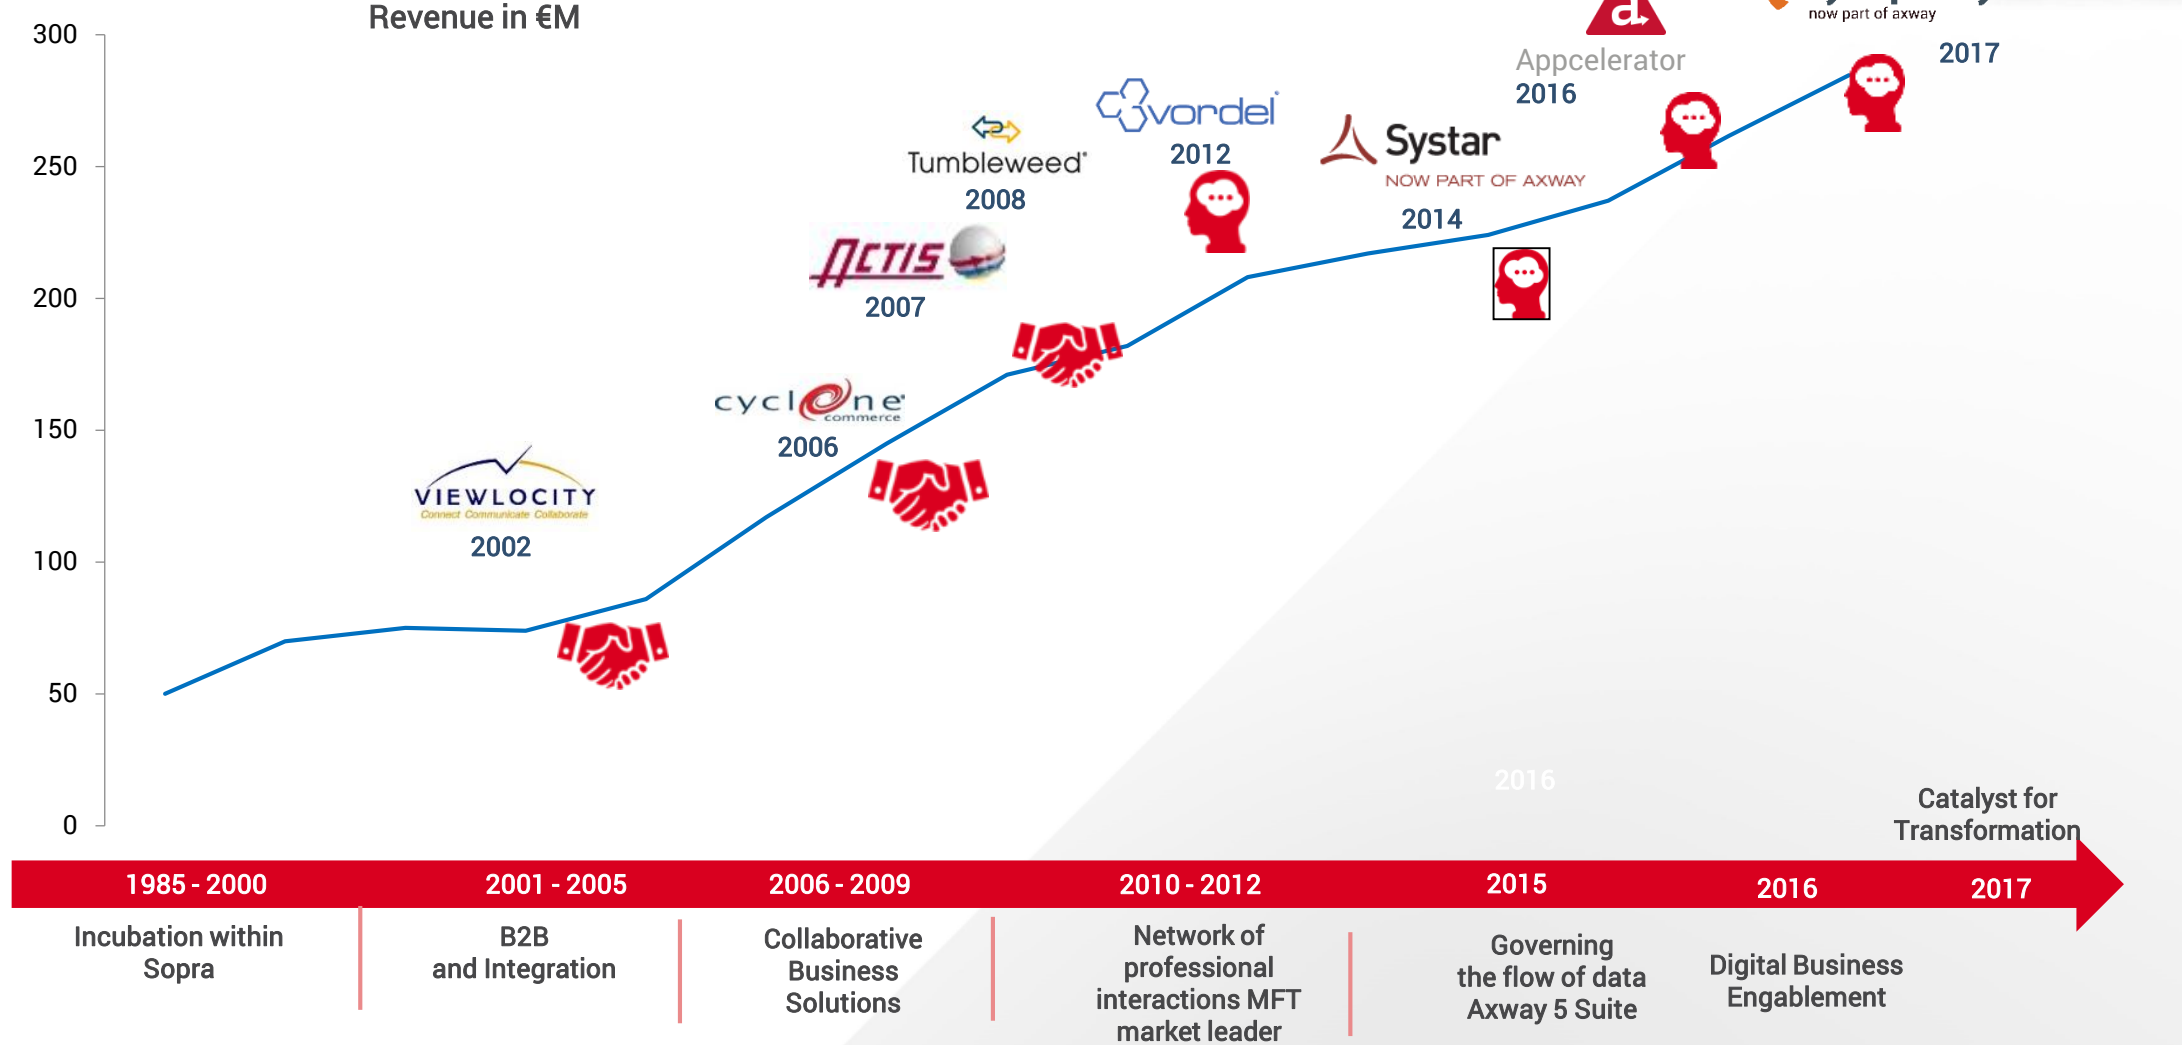 Revenue in €M
300
250
200
150
100
50
0
VIEWLOCITY
Connect Communicate Collaborate
2002
cyclone
commerce
2006
ACTIS
2007
Tumbleweed
2008
vordel
2012
Systar
NOW PART OF AXWAY
2014
a
Appcelerator
2016
now part of axway
2017
2016
Catalyst for
Transformation
1985 - 2000
2001 - 2005
2006 - 2009
2010 - 2012
2015
2016
2017
Incubation within
Sopra
B2B
and Integration
Collaborative
Business
Solutions
Network of
professional
interactions MFT
market leader
Governing
the flow of data
Axway 5 Suite
Digital Business
Engablement